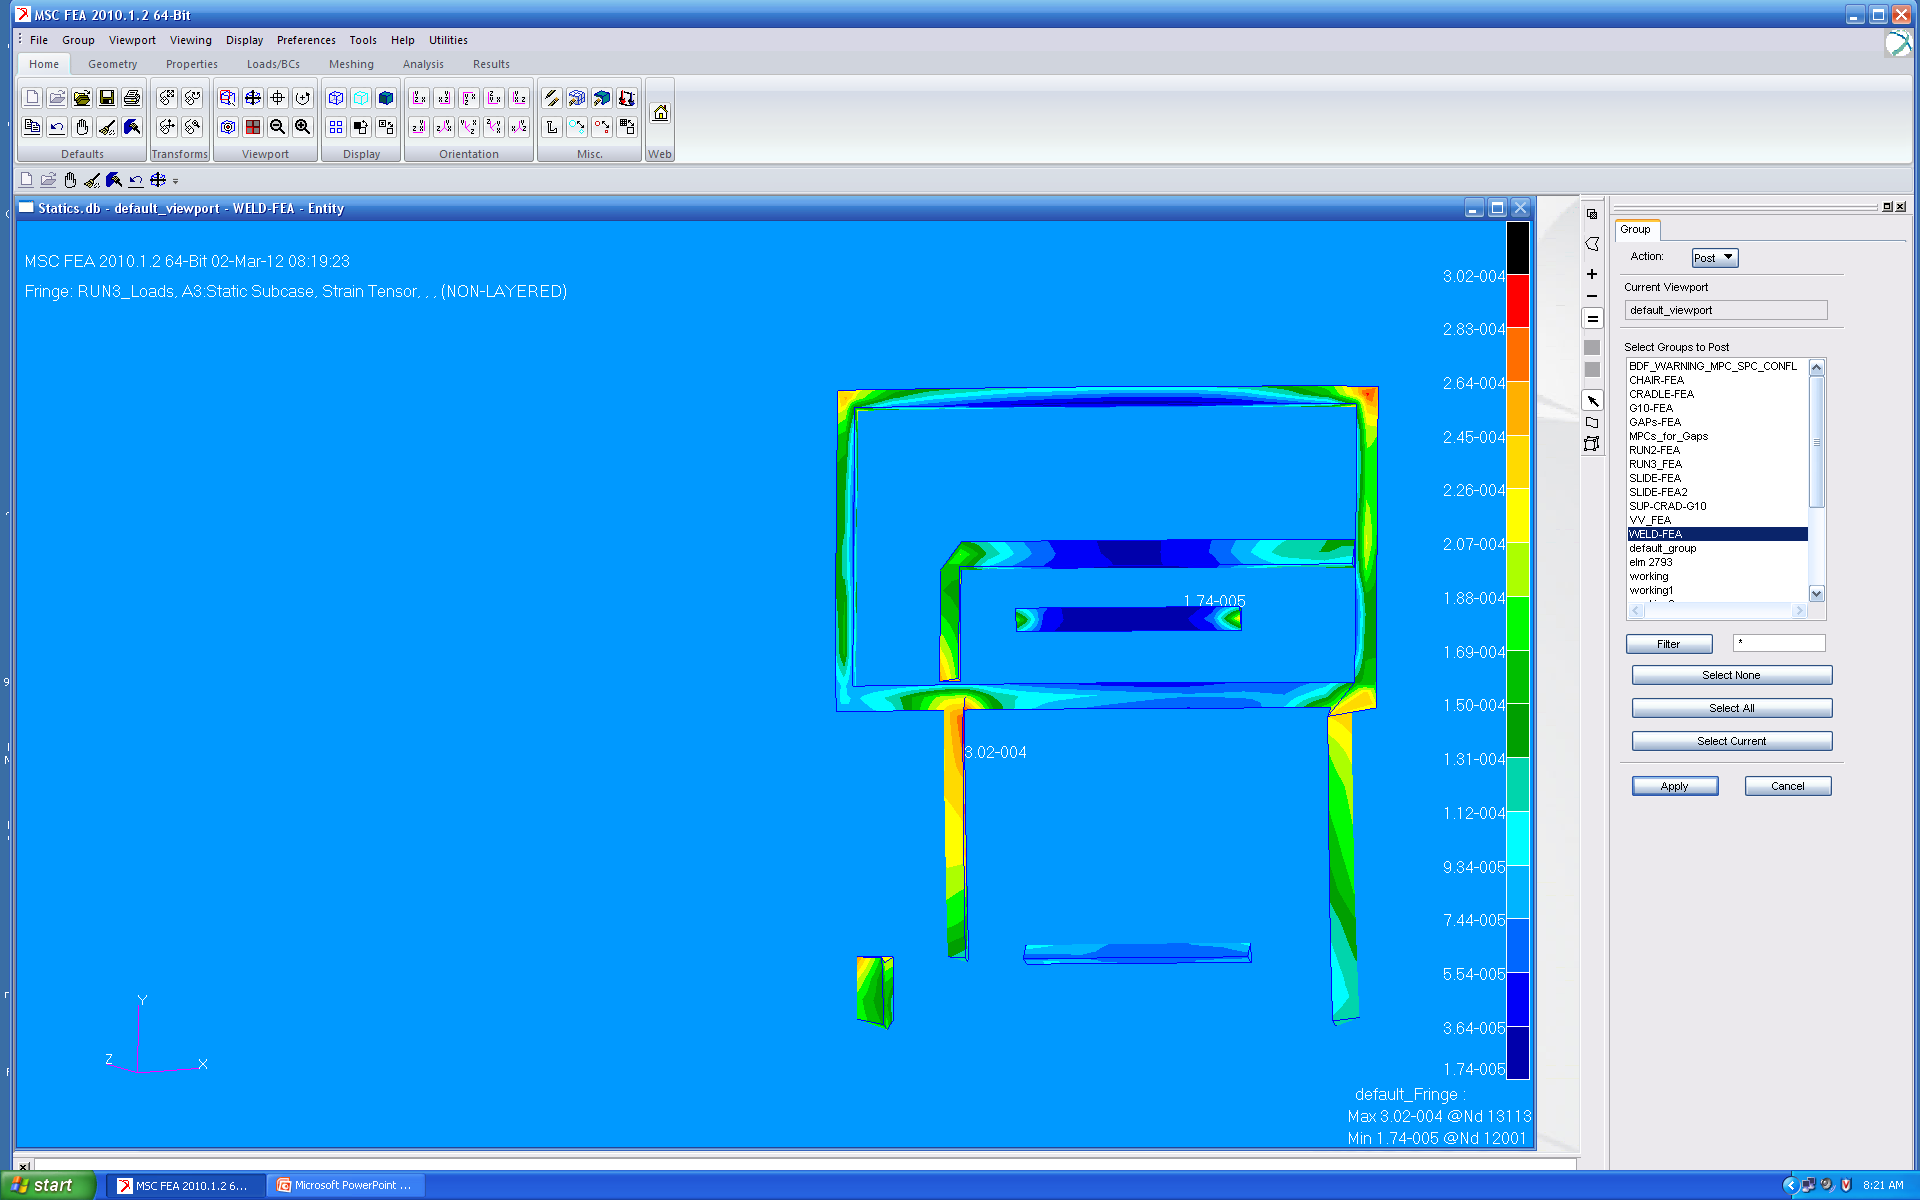 MSC FEA 2010.1.2 64-Bit
File Group Viewport Viewing Display Preferences Tools Help Utilities
Home Geometry Properties Loads/BCs Meshing Analysis Results
Defaults Transforms Viewport Display Orientation Misc. Web
Statics.db - default_viewport - WELD-FEA - Entity
MSC FEA 2010.1.2 64-Bit 02-Mar-12 08:19:23
Fringe: RUN3_Loads, A3:Static Subcase, Strain Tensor, , , (NON-LAYERED)
3.02-004
2.83-004
2.64-004
2.45-004
2.26-004
2.07-004
1.88-004
1.69-004
1.50-004
1.31-004
1.12-004
9.34-005
7.44-005
5.54-005
3.64-005
1.74-005
1.74-005
3.02-004
Y
Z
X
default_Fringe :
Max 3.02-004 @Nd 13113
Min 1.74-005 @Nd 12001
Group
Action: Post
Current Viewport
default_viewport
Select Groups to Post
BDF_WARNING_MPC_SPC_CONFL
CHAIR-FEA
CRADLE-FEA
G10-FEA
GAPs-FEA
MPCs_for_Gaps
RUN2-FEA
RUN3_FEA
SLIDE-FEA
SLIDE-FEA2
SUP-CRAD-G10
VV_FEA
WELD-FEA
default_group
elm 2793
working
working1
Filter *
Select None
Select All
Select Current
Apply Cancel
start MSC FEA 2010.1.2 6... Microsoft PowerPoint ... 8:21 AM